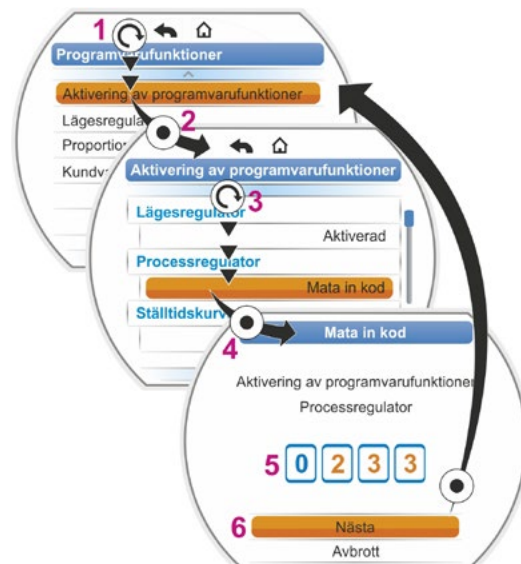 1
Programvarufunktioner
Aktivering av programvarufunktioner
Lägesregula
2
Proportion
Kundva
Aktivering av programvarufunktioner
3
Lägesregulator
Aktiverad
Processregulator
Mata in kod
Ställtidskurv
4
Mata in kod
Aktivering av programvarufunktioner
Processregulator
5 0 2 3 3
6 Nästa
Avbrott